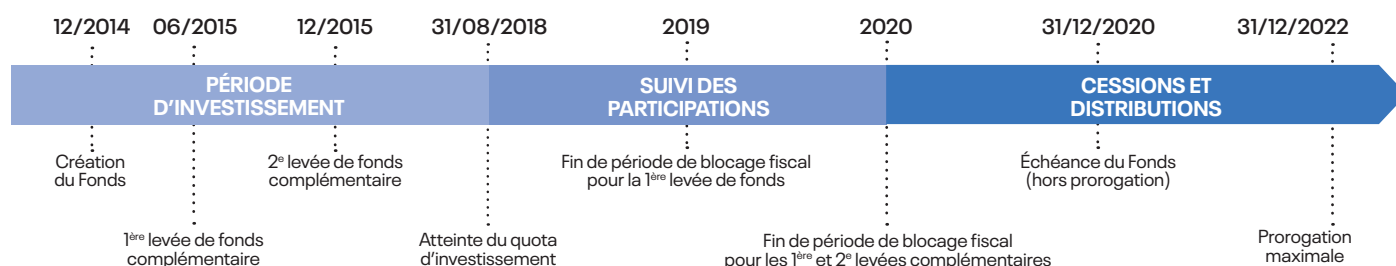 12/2014 06/2015 12/2015 31/08/2018 2019 2020 31/12/2020 31/12/2022
PÉRIODE
D'INVESTISSEMENT
SUIVI DES
PARTICIPATIONS
CESSIONS ET
DISTRIBUTIONS
Création
du Fonds
2e levée de fonds
complémentaire
Fin de période de blocage fiscal
pour la 1ère levée de fonds
Échéance du Fonds
(hors prorogation)
1ère levée de fonds
complémentaire
Atteinte du quota
d'investissement
Fin de période de blocage fiscal
pour les 1ère et 2e levées complémentaires
Prorogation
maximale